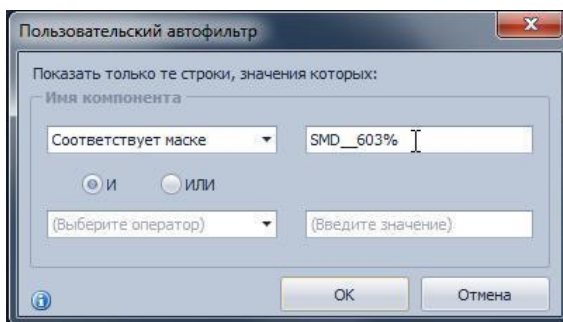 Пользовательский автофильтр
Показать только те строки, значения которых:
Имя компонента
Соответствует маске SMD__603%
И ИЛИ
(Выберите оператор) (Введите значение)
OK Отмена